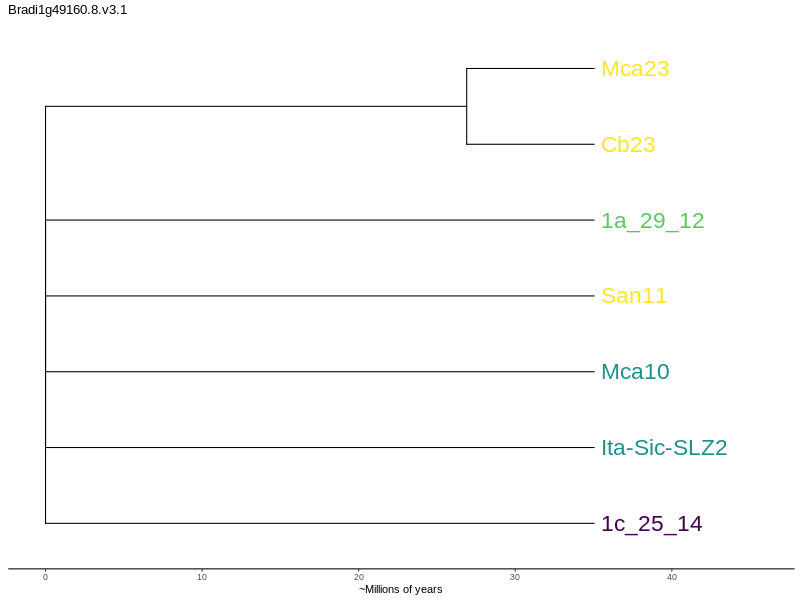 Bradi1g49160.8.v3.1
Mca23
Cb23
1a_29_12
San11
Mca10
Ita-Sic-SLZ2
1c_25_14
0 10 20 30 40
~Millions of years